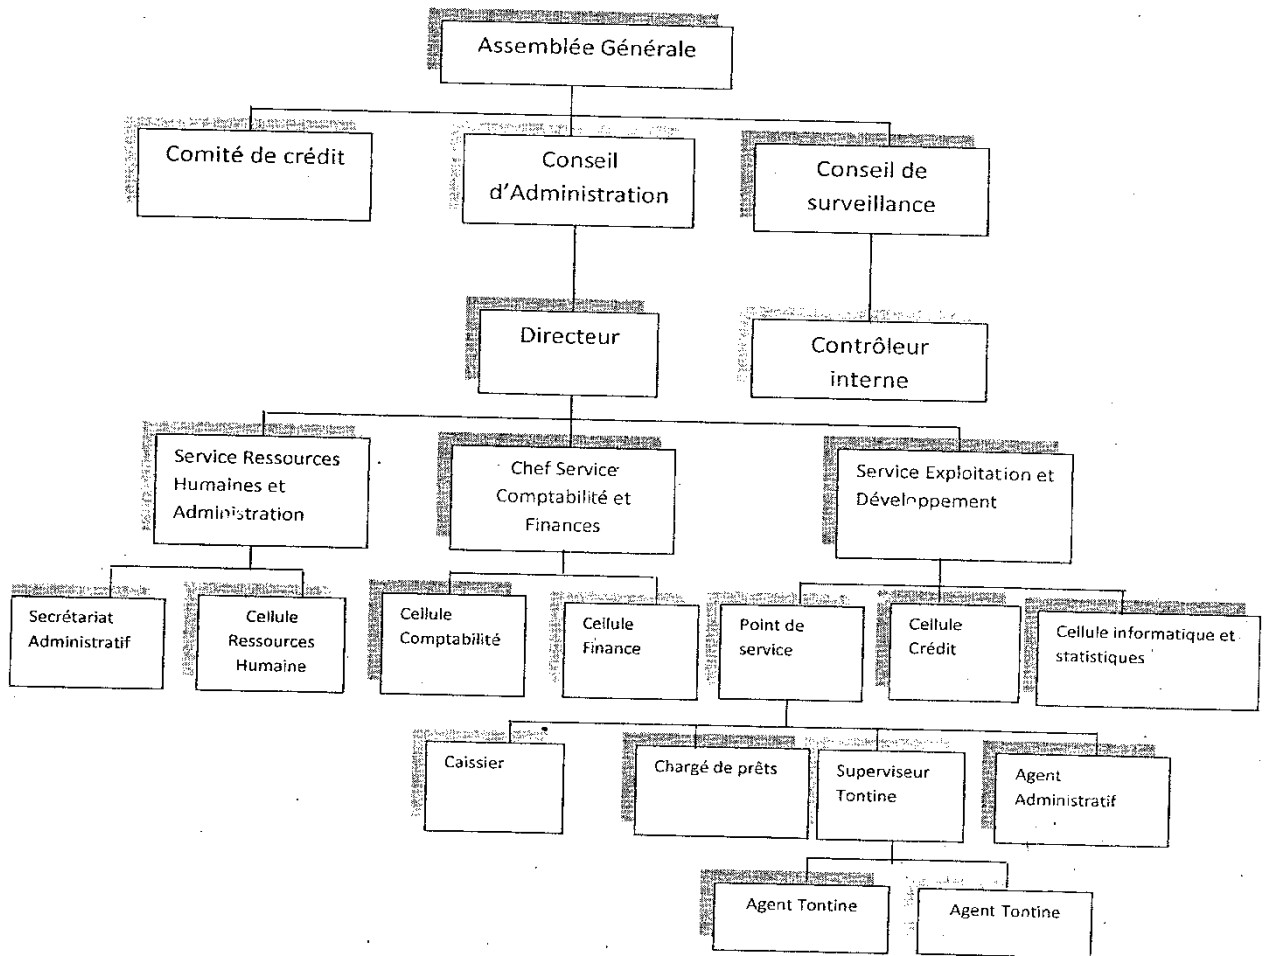 Assemblée Générale
Comité de crédit
Conseil
d'Administration
Conseil de
surveillance
Directeur
Contrôleur
interne
Service Ressources
Humaines et
Administration
Chef Service
Comptabilité et
Finances
Service Exploitation et
Développement
Secrétariat
Administratif
Cellule
Ressources
Humaine
Cellule
Comptabilité
Cellule
Finance
Point de
service
Cellule
Crédit
Cellule informatique et
statistiques
Caissier
Chargé de prêts
Superviseur
Tontine
Agent
Administratif
Agent Tontine
Agent Tontine